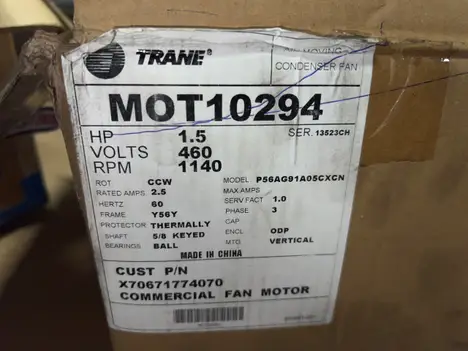 TRANE®
AIR MOVING
CONDENSER FAN
MOT10294
HP 1.5
VOLTS 460 SER. 13523CH
RPM 1140
ROT CCW MODEL P56AG91A05CXCN
RATED AMPS 2.5 MAX AMPS
HERTZ 60 SERV FACT 1.0
FRAME Y56Y PHASE 3
PROTECTOR THERMALLY CAP
SHAFT 5/8 KEYED ENCL ODP
BEARINGS BALL MTG VERTICAL
MADE IN CHINA
CUST P/N
X70671774070
COMMERCIAL FAN MOTOR